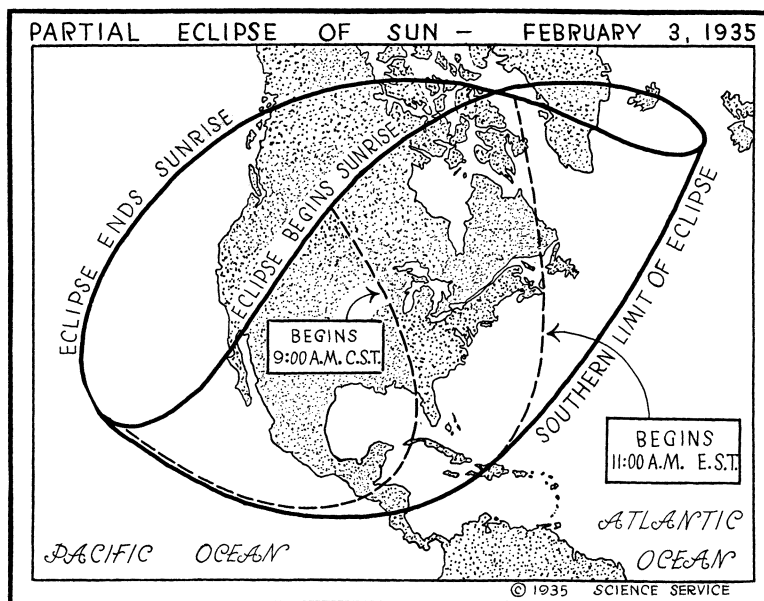 PARTIAL ECLIPSE OF SUN — FEBRUARY 3, 1935
ECLIPSE ENDS SUNRISE
ECLIPSE BEGINS SUNRISE
SOUTHERN LIMIT OF ECLIPSE
BEGINS
9:00 A.M. C.S.T.
BEGINS
11:00 A.M. E.S.T.
PACIFIC OCEAN
ATLANTIC
OCEAN
© 1935 SCIENCE SERVICE